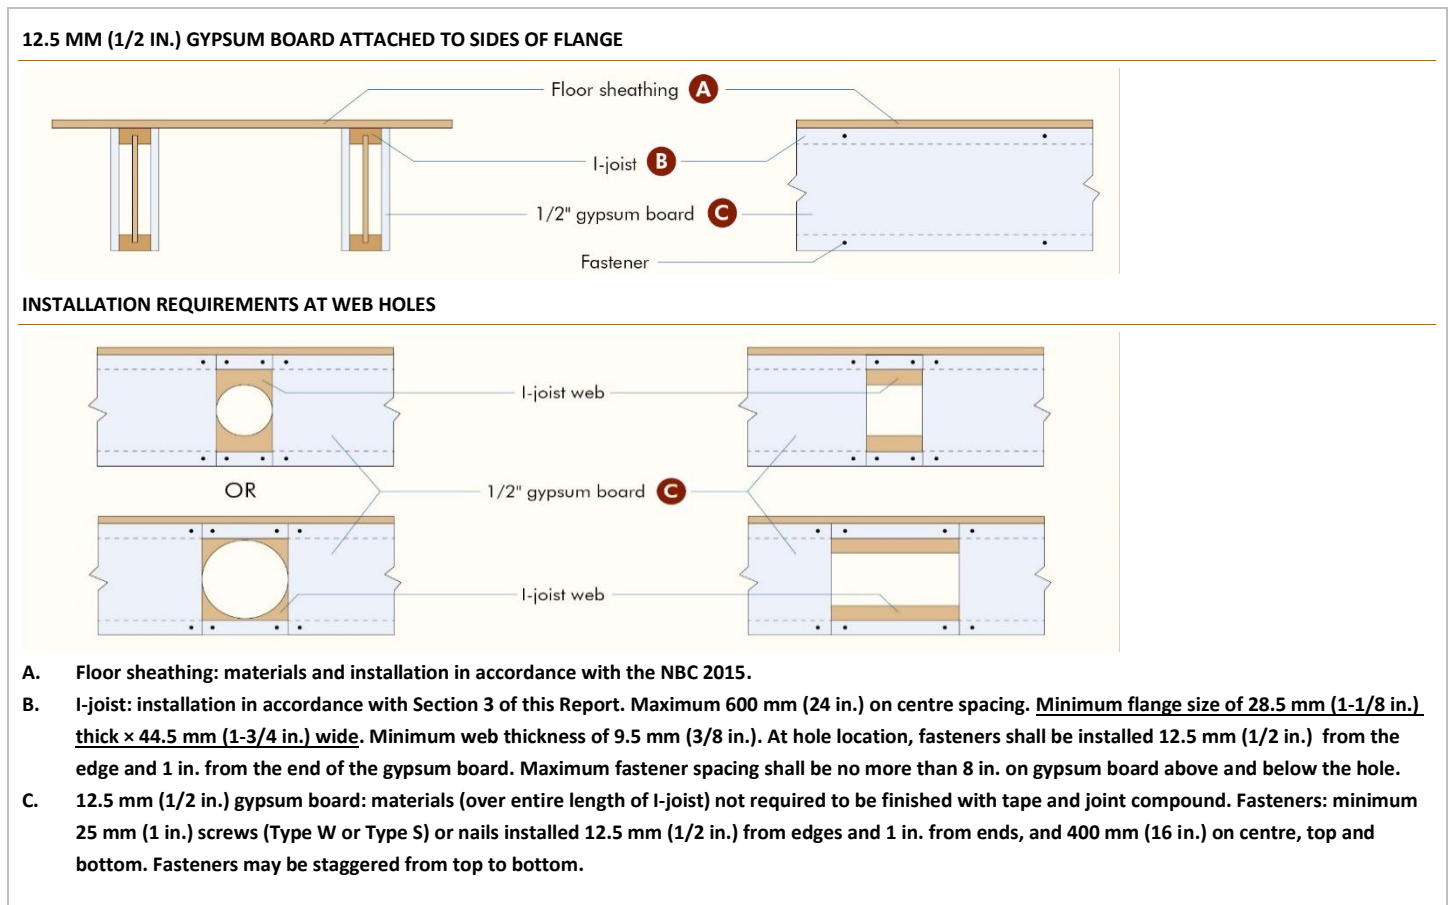 12.5 MM (1/2 IN.) GYPSUM BOARD ATTACHED TO SIDES OF FLANGE
Floor sheathing A
I-joist B
1/2" gypsum board C
Fastener
INSTALLATION REQUIREMENTS AT WEB HOLES
I-joist web
OR
1/2" gypsum board C
I-joist web
A. Floor sheathing: materials and installation in accordance with the NBC 2015.
B. I-joist: installation in accordance with Section 3 of this Report. Maximum 600 mm (24 in.) on centre spacing. Minimum flange size of 28.5 mm (1-1/8 in.)
thick × 44.5 mm (1-3/4 in.) wide. Minimum web thickness of 9.5 mm (3/8 in.). At hole location, fasteners shall be installed 12.5 mm (1/2 in.) from the
edge and 1 in. from the end of the gypsum board. Maximum fastener spacing shall be no more than 8 in. on gypsum board above and below the hole.
C. 12.5 mm (1/2 in.) gypsum board: materials (over entire length of I-joist) not required to be finished with tape and joint compound. Fasteners: minimum
25 mm (1 in.) screws (Type W or Type S) or nails installed 12.5 mm (1/2 in.) from edges and 1 in. from ends, and 400 mm (16 in.) on centre, top and
bottom. Fasteners may be staggered from top to bottom.